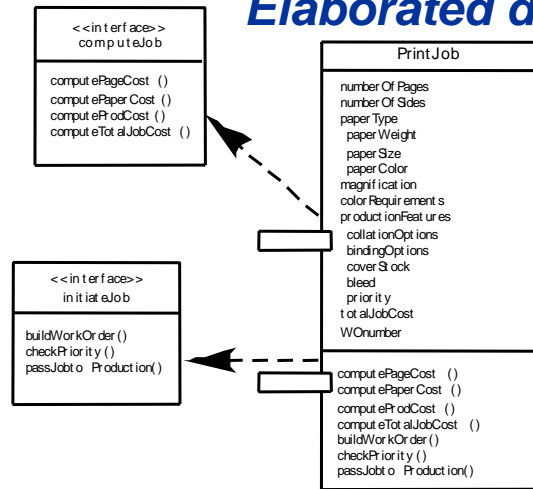 Elaborated d
<<interface>>
computeJob
computePageCost ()
computePaperCost ()
computeProdCost ()
computeTotalJobCost ()
<<interface>>
initiateJob
buildWorkOrder ()
checkPriority ()
passJobto Production()
PrintJob
numberOfPages
numberOfSides
paperType
paperWeight
paperSize
paperColor
magnification
colorRequirements
productionFeatures
collationOptions
bindingOptions
coverStock
bleed
priority
totalJobCost
WOnumber
computePageCost ()
computePaperCost ()
computeProdCost ()
computeTotalJobCost ()
buildWorkOrder ()
checkPriority ()
passJobto Production()